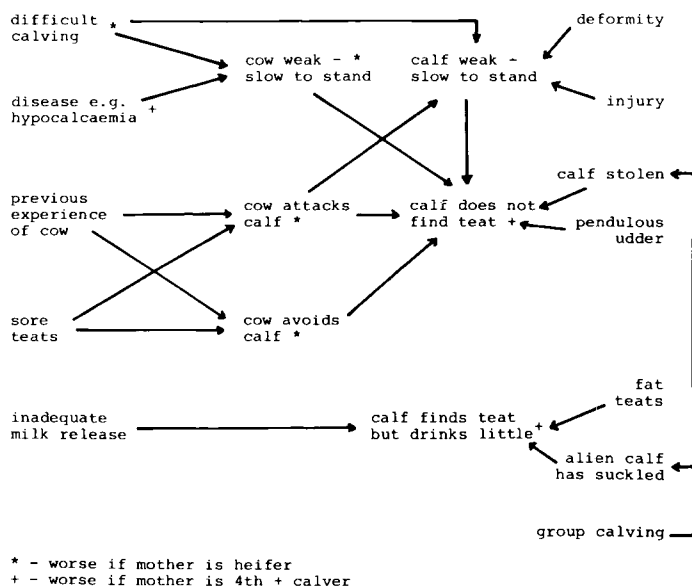 difficult
calving *
deformity
cow weak - *
slow to stand
calf weak -
slow to stand
disease e.g.
hypocalcaemia +
injury
calf stolen
previous
experience
of cow
cow attacks
calf *
calf does not
find teat +
pendulous
udder
sore
teats
cow avoids
calf *
fat
teats
inadequate
milk release
calf finds teat
but drinks little +
alien calf
has suckled
group calving
* - worse if mother is heifer
+ - worse if mother is 4th + calver